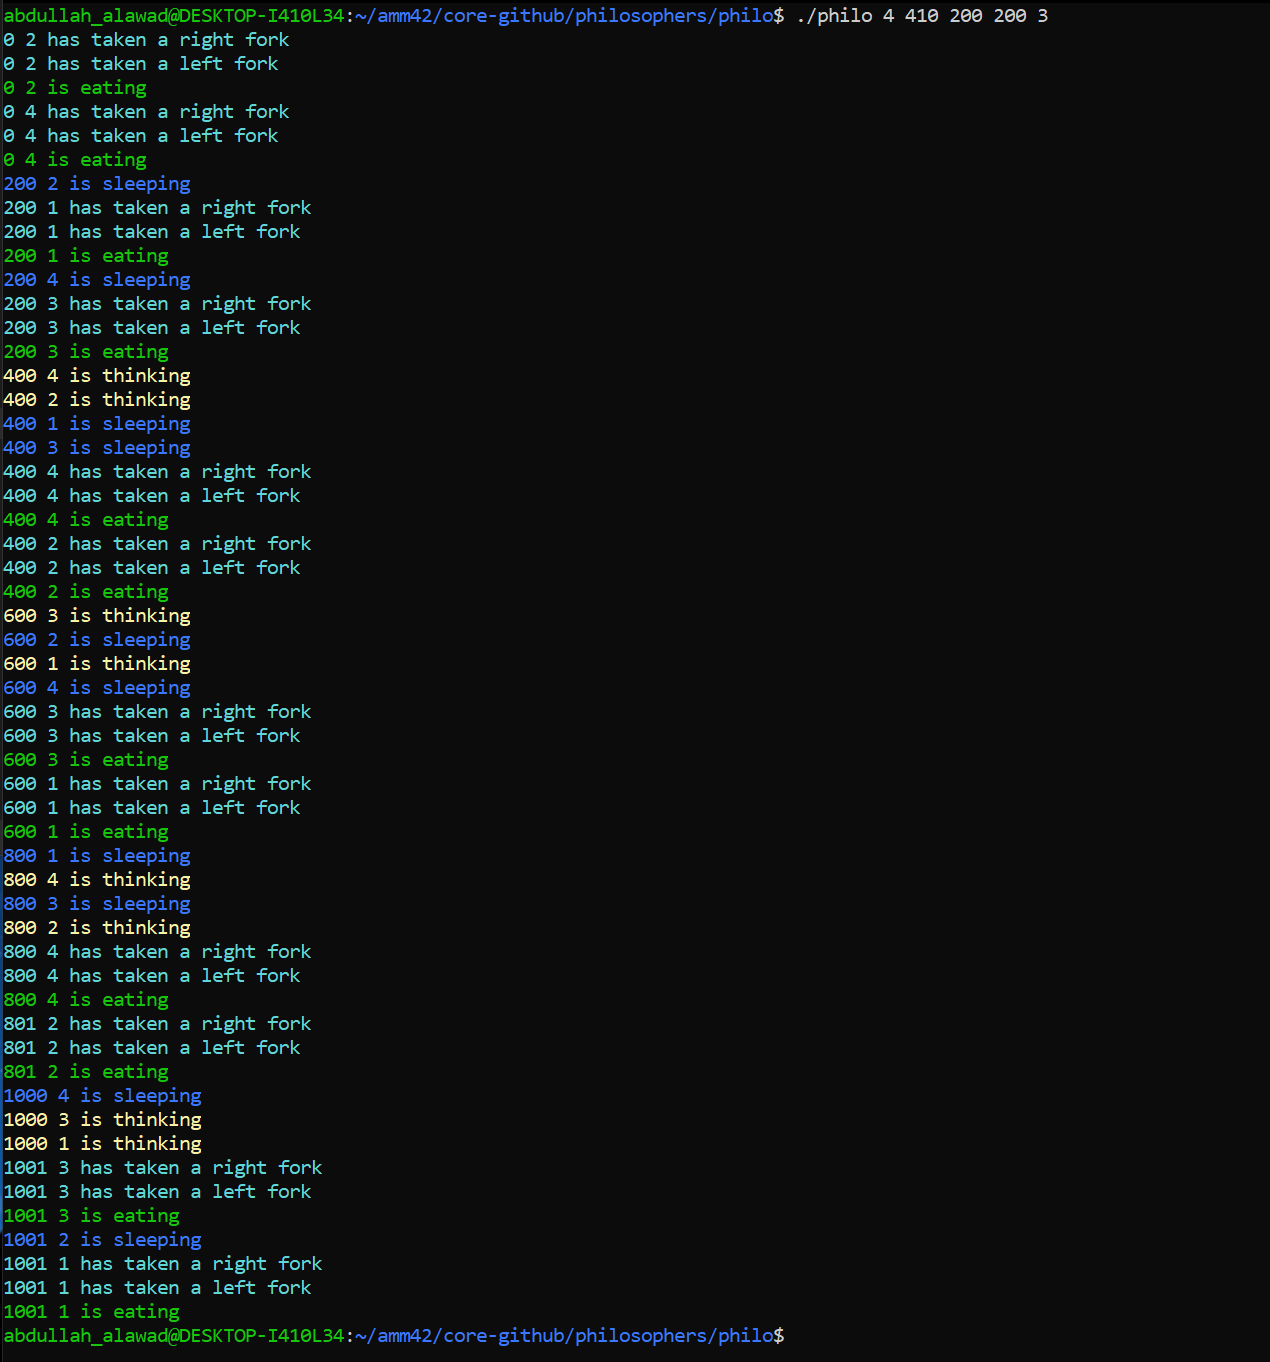 abdullah_alawad@DESKTOP-I410L34:~/amm42/core-github/philosophers/philo$ ./philo 4 410 200 200 3
0 2 has taken a right fork
0 2 has taken a left fork
0 2 is eating
0 4 has taken a right fork
0 4 has taken a left fork
0 4 is eating
200 2 is sleeping
200 1 has taken a right fork
200 1 has taken a left fork
200 1 is eating
200 4 is sleeping
200 3 has taken a right fork
200 3 has taken a left fork
200 3 is eating
400 4 is thinking
400 2 is thinking
400 1 is sleeping
400 3 is sleeping
400 4 has taken a right fork
400 4 has taken a left fork
400 4 is eating
400 2 has taken a right fork
400 2 has taken a left fork
400 2 is eating
600 3 is thinking
600 2 is sleeping
600 1 is thinking
600 4 is sleeping
600 3 has taken a right fork
600 3 has taken a left fork
600 3 is eating
600 1 has taken a right fork
600 1 has taken a left fork
600 1 is eating
800 1 is sleeping
800 4 is thinking
800 3 is sleeping
800 2 is thinking
800 4 has taken a right fork
800 4 has taken a left fork
800 4 is eating
801 2 has taken a right fork
801 2 has taken a left fork
801 2 is eating
1000 4 is sleeping
1000 3 is thinking
1000 1 is thinking
1001 3 has taken a right fork
1001 3 has taken a left fork
1001 3 is eating
1001 2 is sleeping
1001 1 has taken a right fork
1001 1 has taken a left fork
1001 1 is eating
abdullah_alawad@DESKTOP-I410L34:~/amm42/core-github/philosophers/philo$